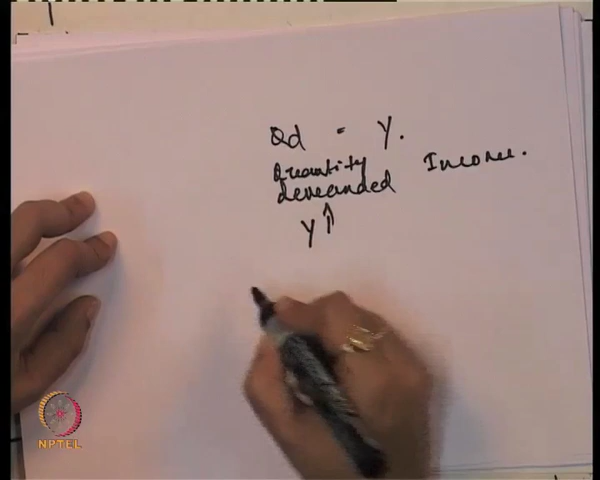 Qd - Y.
Quantity demanded Income.
Y ↑
NPTEL